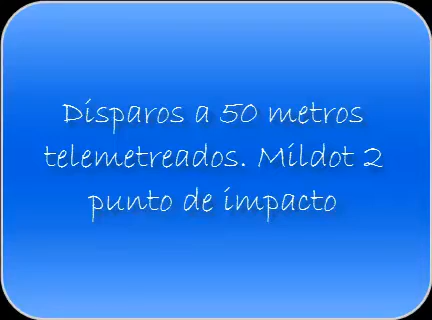 Disparos a 50 metros
telemetreados. Mildot 2
punto de impacto